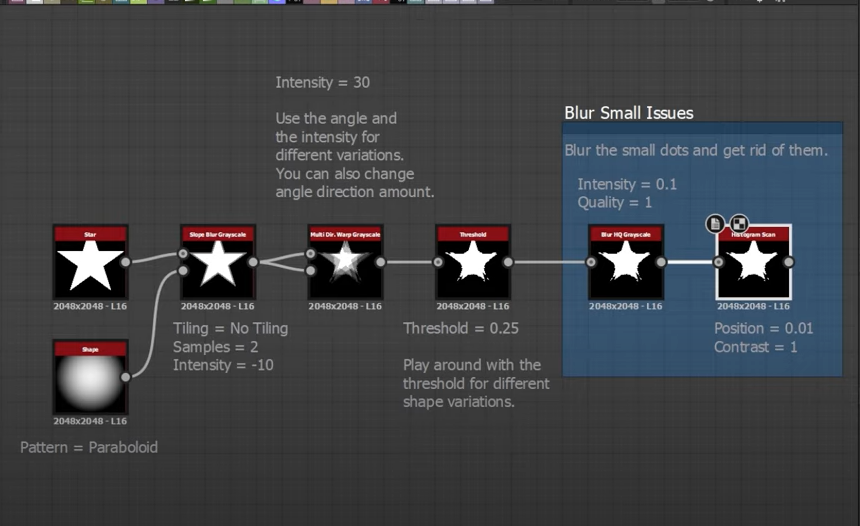 Intensity = 30
Use the angle and
the intensity for
different variations.
You can also change
angle direction amount.
Blur Small Issues
Blur the small dots and get rid of them.
Intensity = 0.1
Quality = 1
Star
2048x2048 - L16
Slope Blur Grayscale
2048x2048 - L16
Multi Dir. Warp Grayscale
2048x2048 - L16
Threshold
2048x2048 - L16
Blur HQ Grayscale
2048x2048 - L16
Histogram Scan
2048x2048 - L16
Tiling = No Tiling
Samples = 2
Intensity = -10
Threshold = 0.25
Play around with the
threshold for different
shape variations.
Position = 0.01
Contrast = 1
Shape
2048x2048 - L16
Pattern = Paraboloid